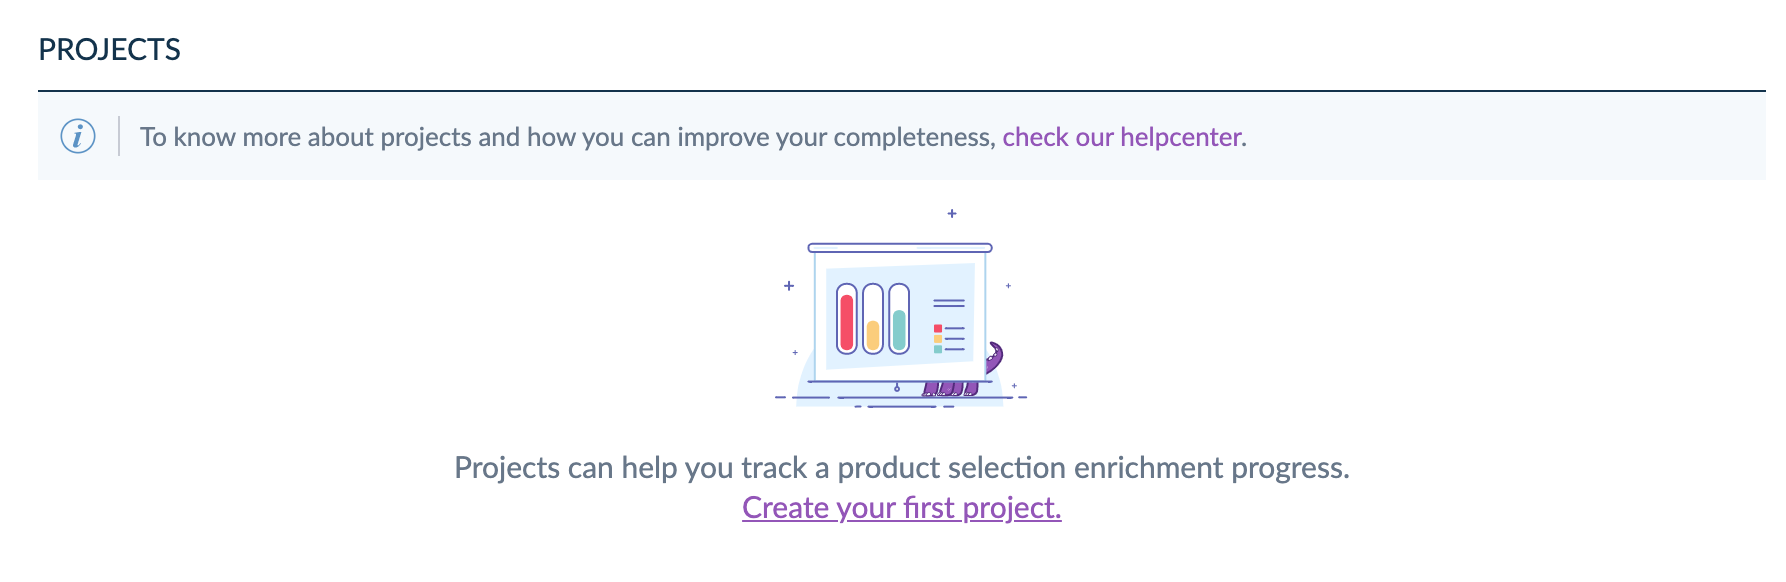 PROJECTS
To know more about projects and how you can improve your completeness, check our helpcenter.
Projects can help you track a product selection enrichment progress.
Create your first project.